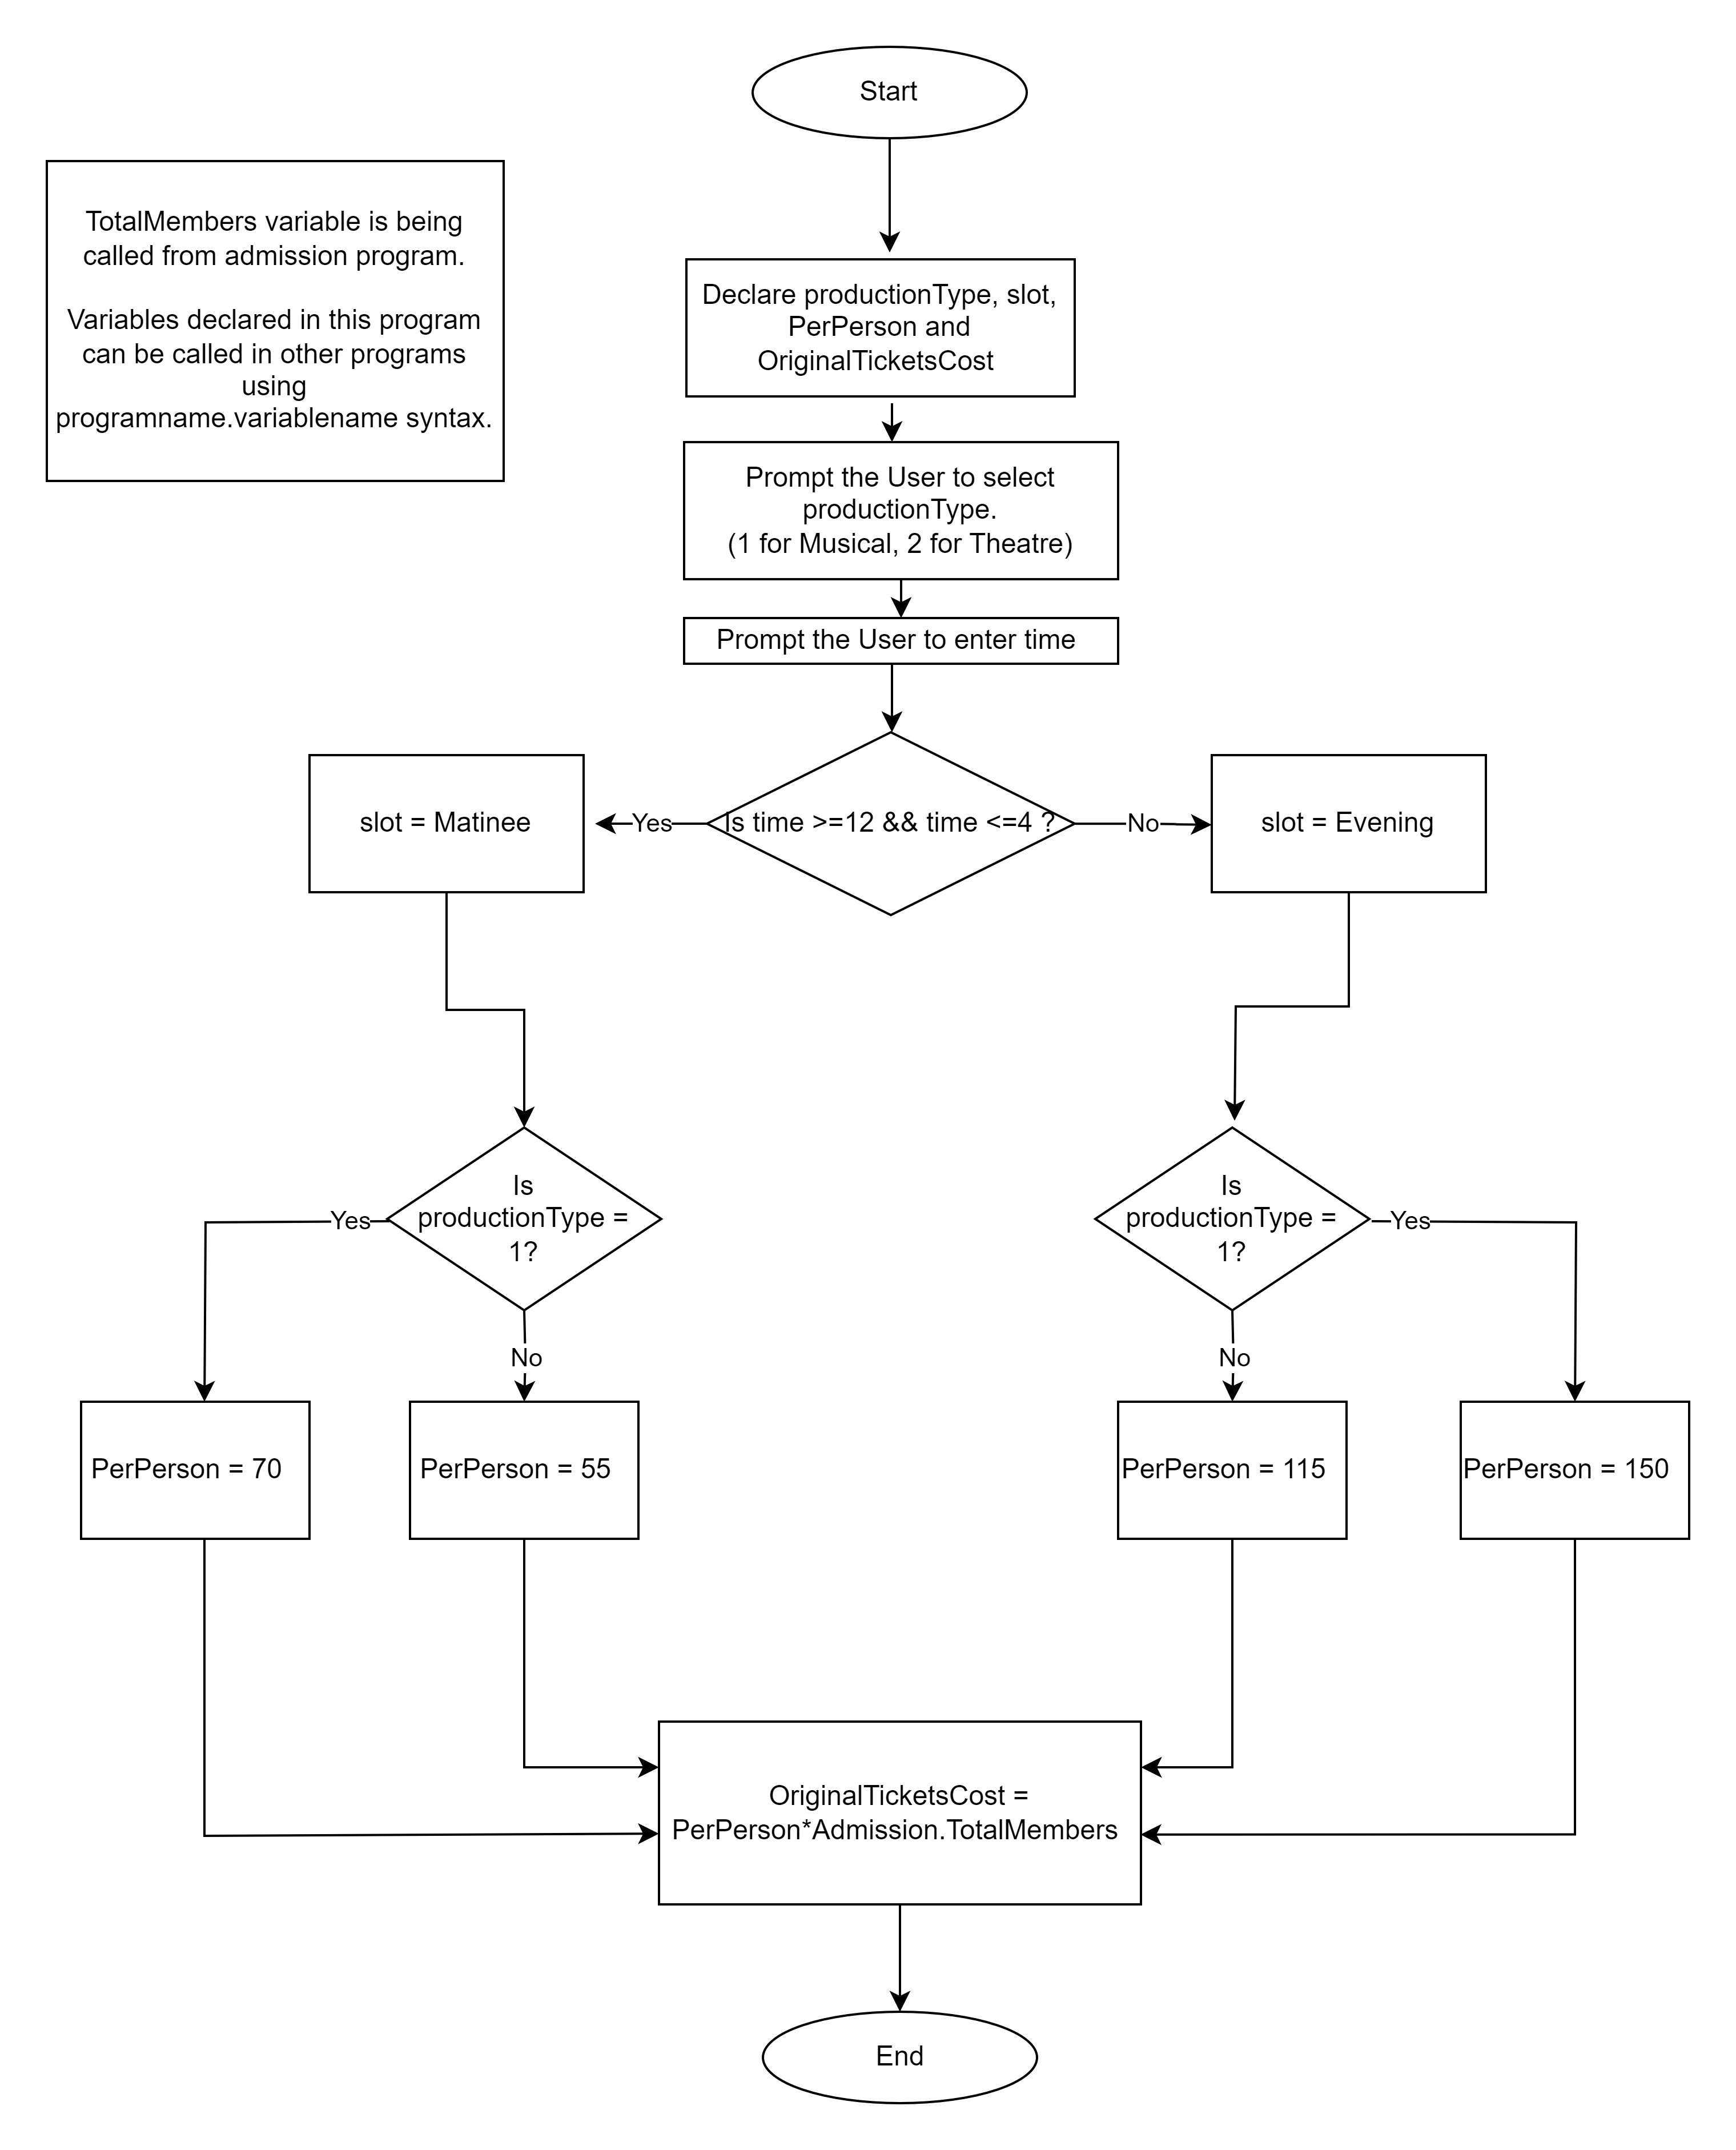 Start
TotalMembers variable is being
called from admission program.
Variables declared in this program
can be called in other programs
using
programname.variablename syntax.
Declare productionType, slot,
PerPerson and
OriginalTicketsCost
Prompt the User to select
productionType.
(1 for Musical, 2 for Theatre)
Prompt the User to enter time
slot = Matinee
Yes
Is time >=12 && time <=4 ?
No
slot = Evening
Yes
Is
productionType =
1?
No
Is
productionType =
1?
Yes
No
PerPerson = 70
PerPerson = 55
PerPerson = 115
PerPerson = 150
OriginalTicketsCost =
PerPerson*Admission.TotalMembers
End